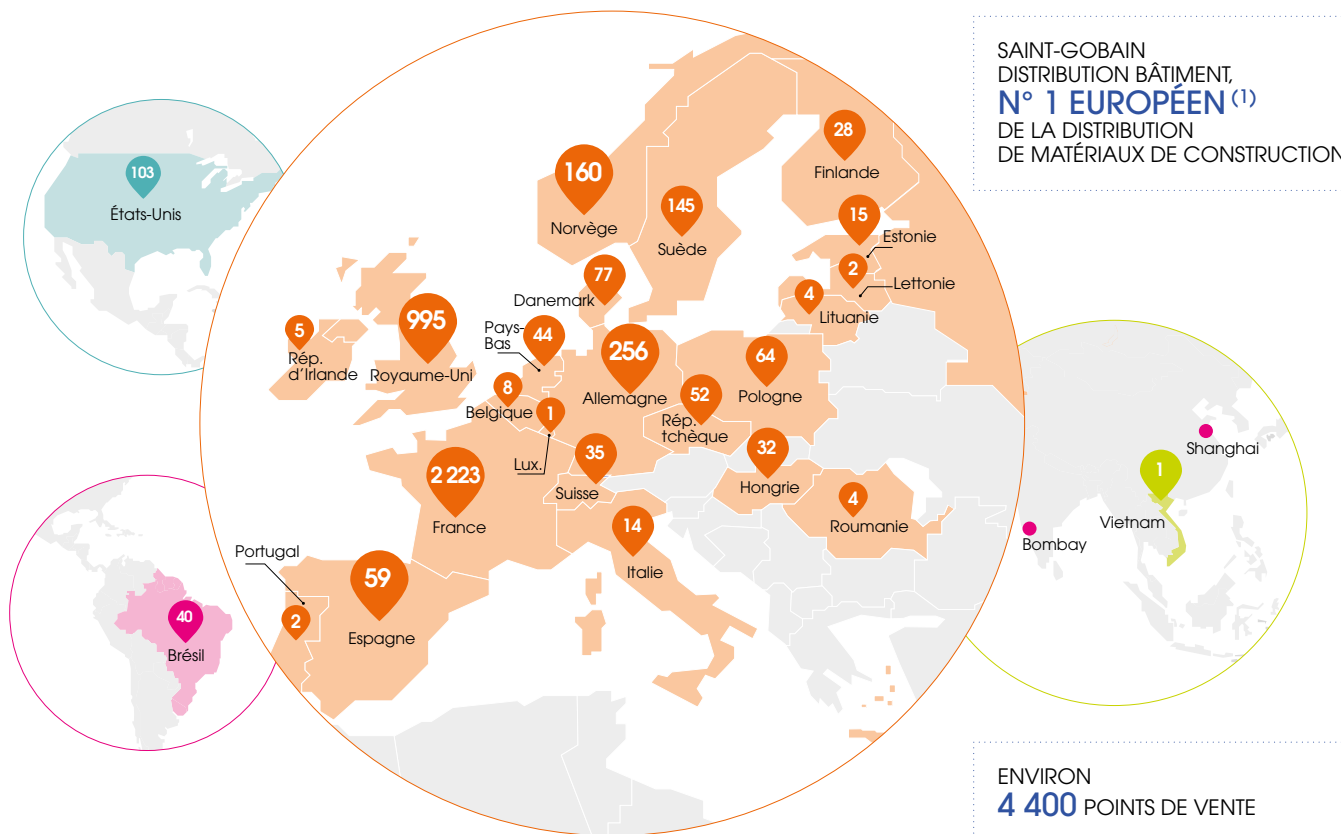 SAINT-GOBAIN
DISTRIBUTION BÂTIMENT,
N° 1 EUROPÉEN (1)
DE LA DISTRIBUTION
DE MATÉRIAUX DE CONSTRUCTION
103
États-Unis
28
Finlande
160
Norvège
145
Suède
15
Estonie
2
Lettonie
4
Lituanie
77
Danemark
5
Rép.
d'Irlande
995
Royaume-Uni
Pays-
Bas
44
256
Allemagne
64
Pologne
8
Belgique
1
Lux.
52
Rép.
tchèque
2 223
France
35
Suisse
32
Hongrie
4
Roumanie
14
Italie
Portugal
2
59
Espagne
40
Brésil
Shanghai
1
Vietnam
Bombay
ENVIRON
4 400 POINTS DE VENTE